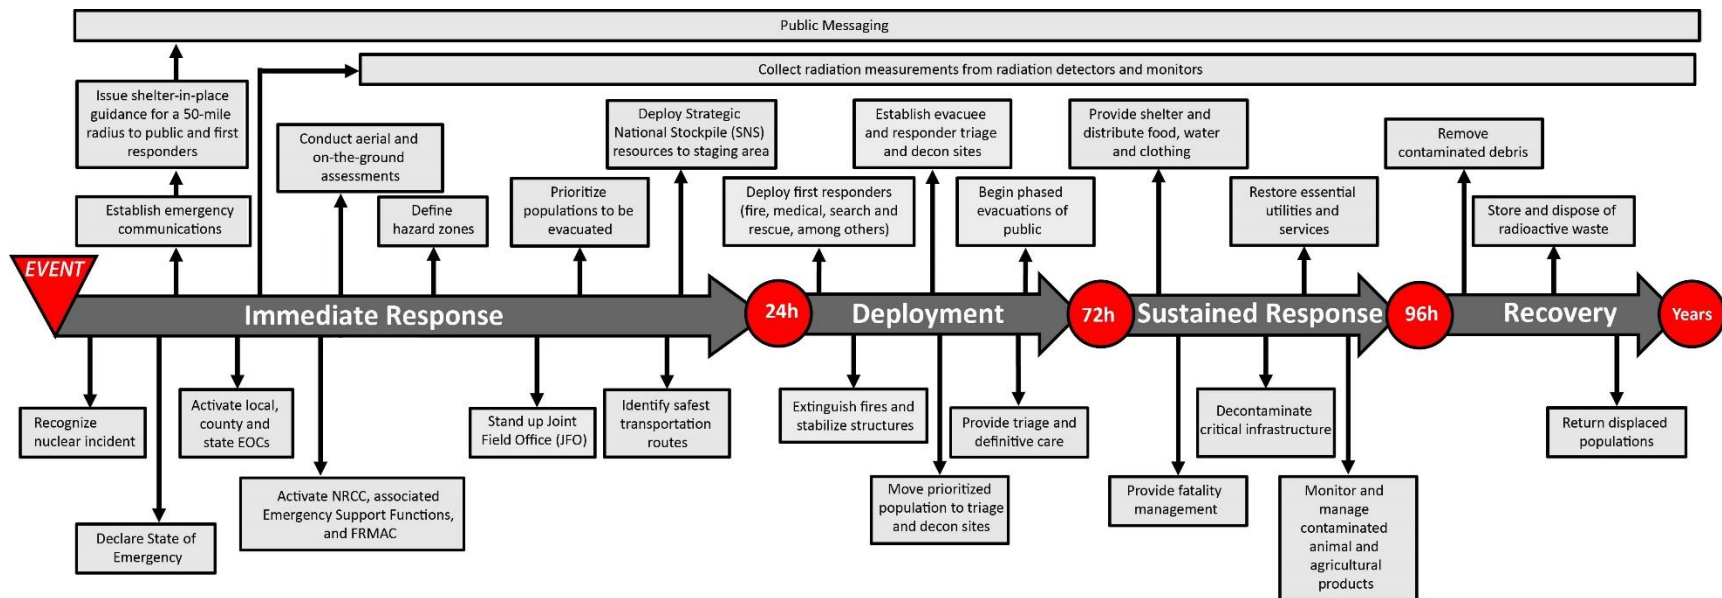 Public Messaging
Collect radiation measurements from radiation detectors and monitors
Issue shelter-in-place
guidance for a 50-mile
radius to public and first
responders
Conduct aerial and
on-the-ground
assessments
Deploy Strategic
National Stockpile (SNS)
resources to staging area
Establish evacuee
and responder triage
and decon sites
Provide shelter and
distribute food, water
and clothing
Remove
contaminated debris
Establish emergency
communications
Define
hazard zones
Prioritize
populations to be
evacuated
Deploy first responders
(fire, medical, search and
rescue, among others)
Begin phased
evacuations of
public
Restore essential
utilities and
services
Store and dispose of
radioactive waste
EVENT
Immediate Response
24h
Deployment
72h
Sustained Response
96h
Recovery
Years
Recognize
nuclear incident
Activate local,
county and
state EOCs
Stand up Joint
Field Office (JFO)
Identify safest
transportation
routes
Extinguish fires and
stabilize structures
Provide triage and
definitive care
Decontaminate
critical infrastructure
Return displaced
populations
Declare State of
Emergency
Activate NRCC, associated
Emergency Support Functions,
and FRMAC
Move prioritized
population to triage
and decon sites
Provide fatality
management
Monitor and
manage
contaminated
animal and
agricultural
products